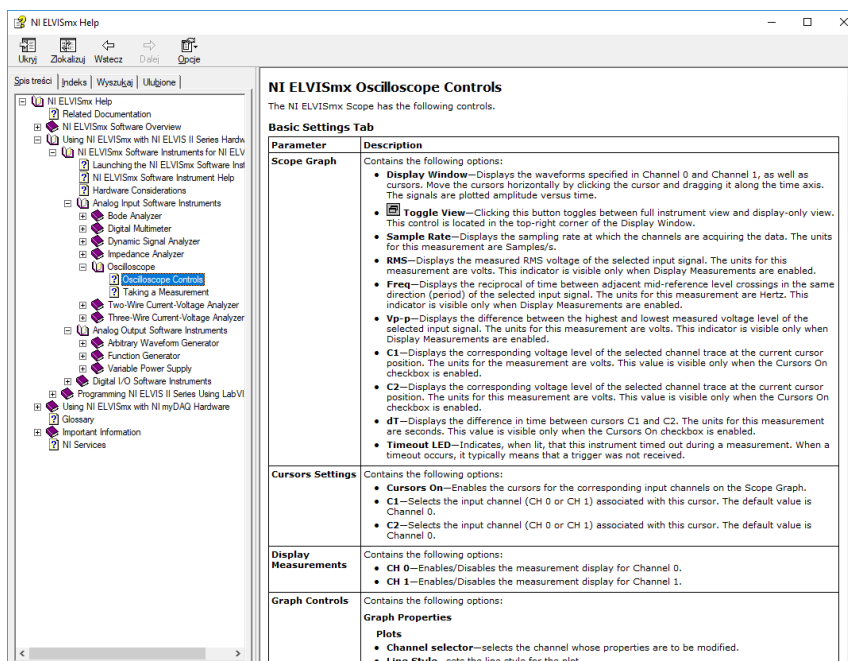 NI ELVISmx Help
Ukryj Zlokalizuj Wstecz Dalej Opcje
Spis treści Indeks Wyszukaj Ulubione
NI ELVISmx Help
Related Documentation
NI ELVISmx Software Overview
Using NI ELVISmx with NI ELVIS II Series Hardw
NI ELVISmx Software Instruments for NI ELV
Launching the NI ELVISmx Software Inst
NI ELVISmx Software Instrument Help
Hardware Considerations
Analog Input Software Instruments
Bode Analyzer
Digital Multimeter
Dynamic Signal Analyzer
Impedance Analyzer
Oscilloscope
Oscilloscope Controls
Taking a Measurement
Two-Wire Current-Voltage Analyzer
Three-Wire Current-Voltage Analyzer
Analog Output Software Instruments
Arbitrary Waveform Generator
Function Generator
Variable Power Supply
Digital I/O Software Instruments
Programming NI ELVIS II Series Using LabVI
Using NI ELVISmx with NI myDAQ Hardware
Glossary
Important Information
NI Services
NI ELVISmx Oscilloscope Controls
The NI ELVISmx Scope has the following controls.
Basic Settings Tab
Parameter Description
Scope Graph Contains the following options:
• Display Window—Displays the waveforms specified in Channel 0 and Channel 1, as well as
cursors. Move the cursors horizontally by clicking the cursor and dragging it along the time axis.
The signals are plotted amplitude versus time.
• Toggle View—Clicking this button toggles between full instrument view and display-only view.
This control is located in the top-right corner of the Display Window.
• Sample Rate—Displays the sampling rate at which the channels are acquiring the data. The units
for this measurement are Samples/s.
• RMS—Displays the measured RMS voltage of the selected input signal. The units for this
measurement are volts. This indicator is visible only when Display Measurements are enabled.
• Freq—Displays the reciprocal of time between adjacent mid-reference level crossings in the same
direction (period) of the selected input signal. The units for this measurement are Hertz. This
indicator is visible only when Display Measurements are enabled.
• Vp-p—Displays the difference between the highest and lowest measured voltage level of the
selected input signal. The units for this measurement are volts. This indicator is visible only when
Display Measurements are enabled.
• C1—Displays the corresponding voltage level of the selected channel trace at the current cursor
position. The units for the measurement are volts. This value is visible only when the Cursors On
checkbox is enabled.
• C2—Displays the corresponding voltage level of the selected channel trace at the current cursor
position. The units for the measurement are volts. This value is visible only when the Cursors On
checkbox is enabled.
• dT—Displays the difference in time between cursors C1 and C2. The units for this measurement
are seconds. This value is visible only when the Cursors On checkbox is enabled.
• Timeout LED—Indicates, when lit, that this instrument timed out during a measurement. When a
timeout occurs, it typically means that a trigger was not received.
Cursors Settings Contains the following options:
• Cursors On—Enables the cursors for the corresponding input channels on the Scope Graph.
• C1—Selects the input channel (CH 0 or CH 1) associated with this cursor. The default value is
Channel 0.
• C2—Selects the input channel (CH 0 or CH 1) associated with this cursor. The default value is
Channel 0.
Display Measurements Contains the following options:
• CH 0—Enables/Disables the measurement display for Channel 0.
• CH 1—Enables/Disables the measurement display for Channel 1.
Graph Controls Contains the following options:
Graph Properties
Plots
• Channel selector—selects the channel whose properties are to be modified.
• Line Style—sets the line style for the plot.